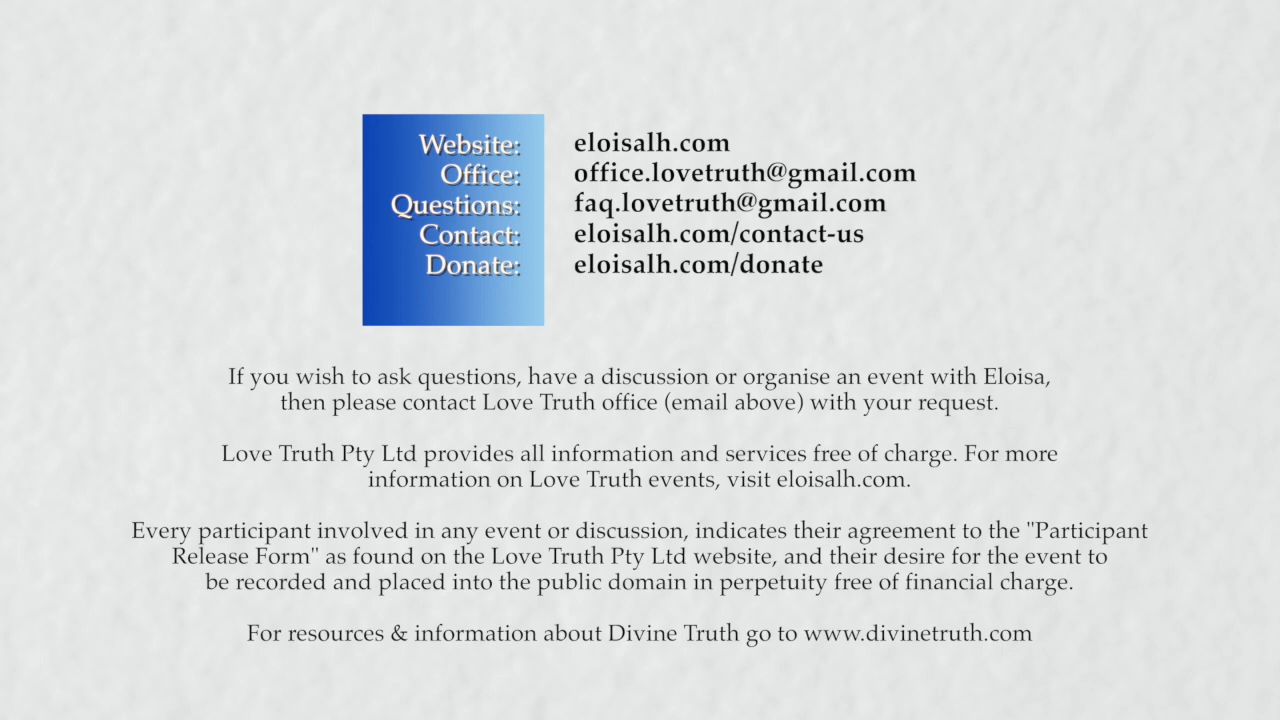 Website: eloisalh.com
Office: office.lovetruth@gmail.com
Questions: faq.lovetruth@gmail.com
Contact: eloisalh.com/contact-us
Donate: eloisalh.com/donate
If you wish to ask questions, have a discussion or organise an event with Eloisa,
then please contact Love Truth office (email above) with your request.
Love Truth Pty Ltd provides all information and services free of charge. For more
information on Love Truth events, visit eloisalh.com.
Every participant involved in any event or discussion, indicates their agreement to the "Participant
Release Form" as found on the Love Truth Pty Ltd website, and their desire for the event to
be recorded and placed into the public domain in perpetuity free of financial charge.
For resources & information about Divine Truth go to www.divinetruth.com